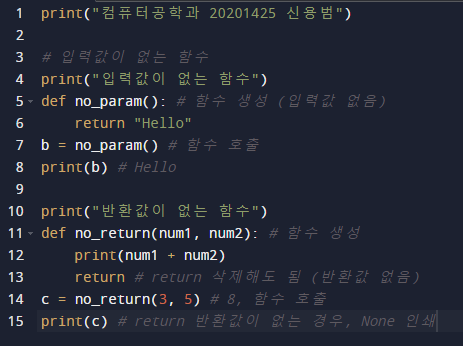 1 print("컴퓨터공학과 20201425 신용범")
2
3 # 입력값이 없는 함수
4 print("입력값이 없는 함수")
5 def no_param(): # 함수 생성 (입력값 없음)
6     return "Hello"
7 b = no_param() # 함수 호출
8 print(b) # Hello
9
10 print("반환값이 없는 함수")
11 def no_return(num1, num2): # 함수 생성
12     print(num1 + num2)
13     return # return 삭제해도 됨 (반환값 없음)
14 c = no_return(3, 5) # 8, 함수 호출
15 print(c) # return 반환값이 없는 경우, None 인쇄